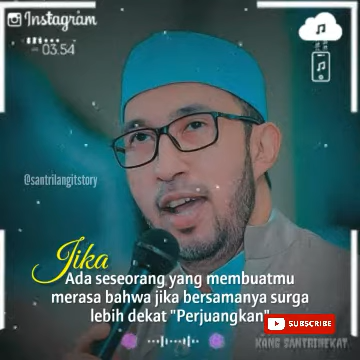 Instagram
03.54
@santrilangitstory
Jika
Ada seseorang yang membuatmu
merasa bahwa jika bersamanya surga
lebih dekat "Perjuangkan"
SUBSCRIBE
KANG SANTRIHEKAT